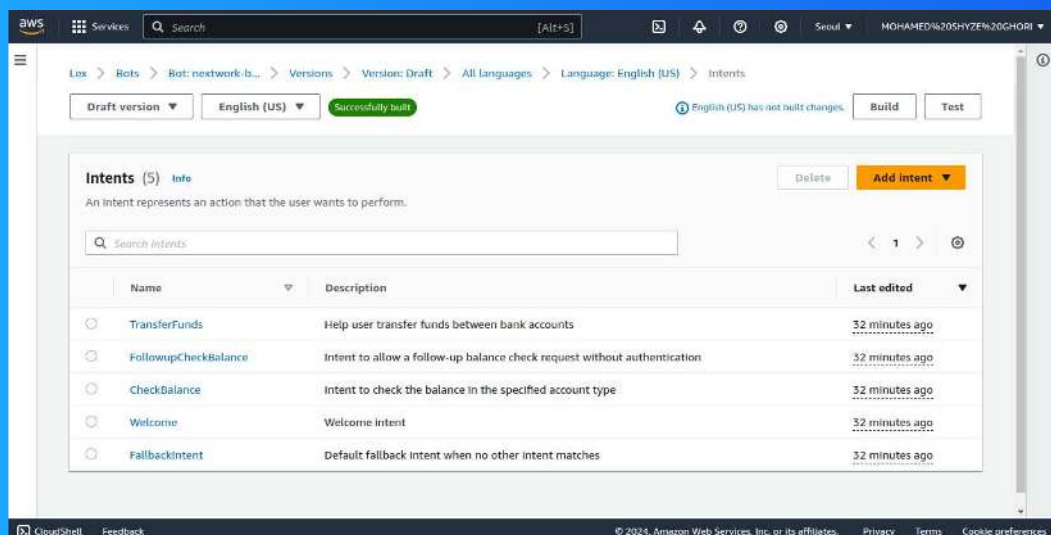 aws Services Search [Alt+S] Seoul ▼ MOHAMED%20SHYZE%20GHORI ▼
Lex > Bots > Bot: nextwork-b... > Versions > Version: Draft > All languages > Language: English (US) > Intents
Draft version ▼ English (US) ▼ Successfully built English (US) has not built changes. Build Test
Intents (5) Info Delete Add intent ▼
An intent represents an action that the user wants to perform.
Search intents < 1 >
Name Description Last edited
TransferFunds Help user transfer funds between bank accounts 32 minutes ago
FollowupCheckBalance Intent to allow a follow-up balance check request without authentication 32 minutes ago
CheckBalance Intent to check the balance in the specified account type 32 minutes ago
Welcome Welcome intent 32 minutes ago
FallbackIntent Default fallback intent when no other intent matches 32 minutes ago
CloudShell Feedback © 2024, Amazon Web Services, Inc. or its affiliates. Privacy Terms Cookie preferences